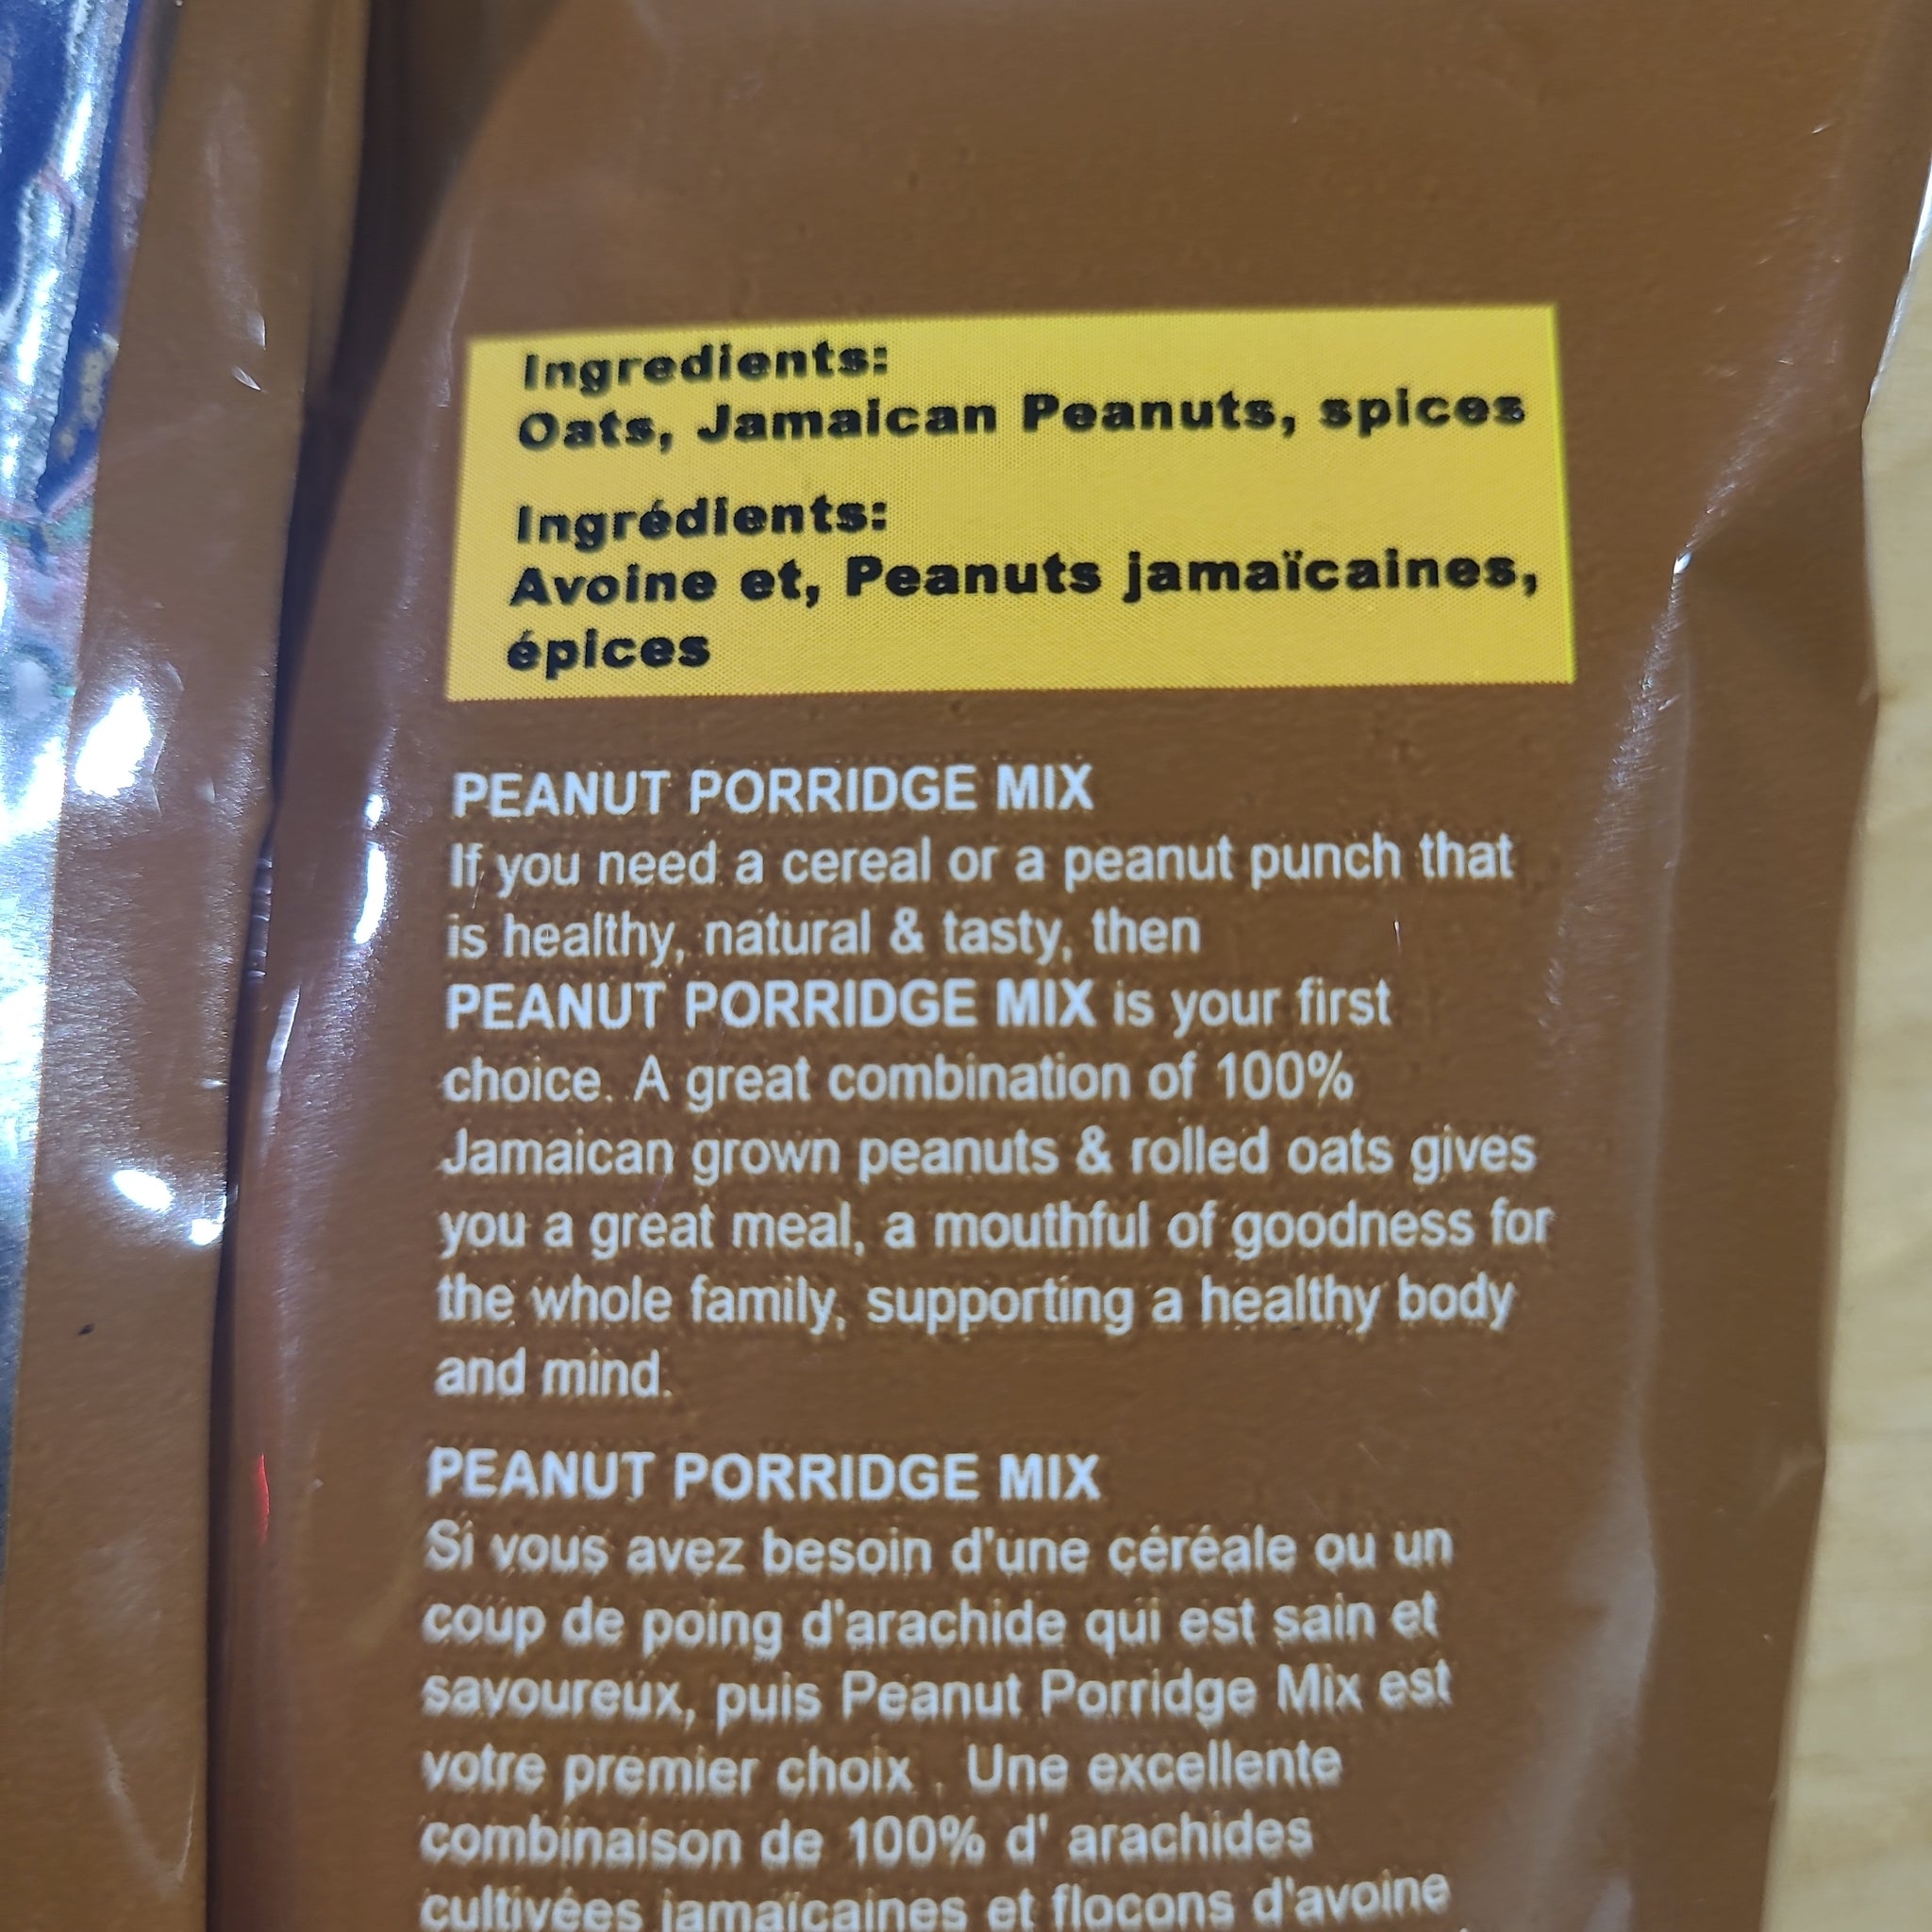 Ingredients:
Oats, Jamaican Peanuts, spices
Ingrédients:
Avoine et, Peanuts jamaïcaines,
épices
PEANUT PORRIDGE MIX
If you need a cereal or a peanut punch that
is healthy, natural & tasty, then
PEANUT PORRIDGE MIX is your first
choice. A great combination of 100%
Jamaican grown peanuts & rolled oats gives
you a great meal, a mouthful of goodness for
the whole family, supporting a healthy body
and mind.
PEANUT PORRIDGE MIX
Si vous avez besoin d'une céréale ou un
coup de poing d'arachide qui est sain et
savoureux, puis Peanut Porridge Mix est
votre premier choix . Une excellente
combinaison de 100% d' arachides
cultivées jamaïcaines et flocons d'avoine